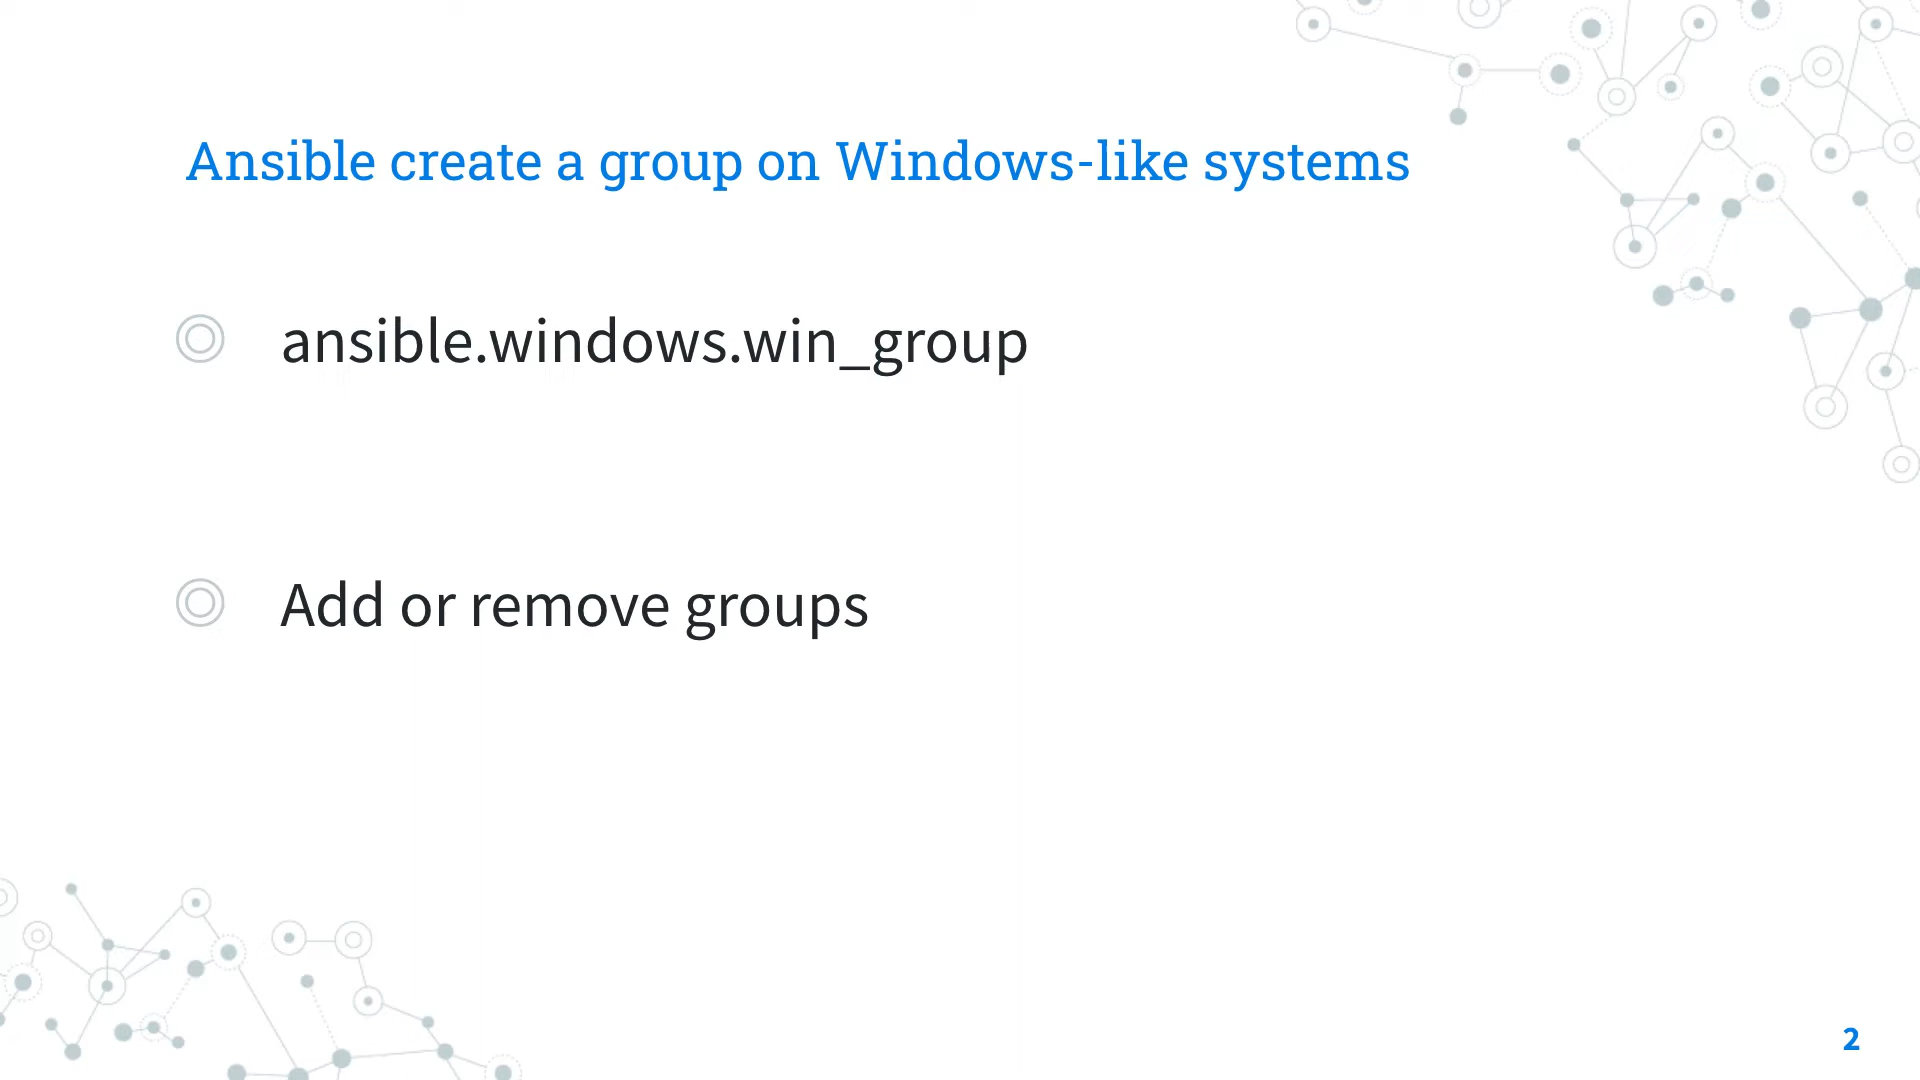 Ansible create a group on Windows-like systems
ansible.windows.win_group
Add or remove groups
2